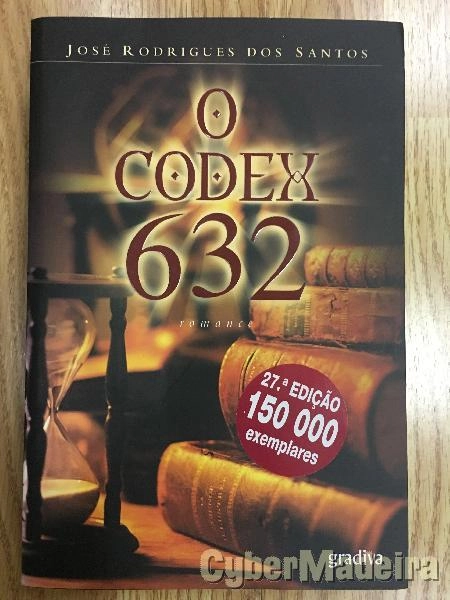 JOSÉ RODRIGUES DOS SANTOS
O
CODEX
632
romance
27.ª EDIÇÃO
150 000
exemplares
gradiva
CyberMadeira